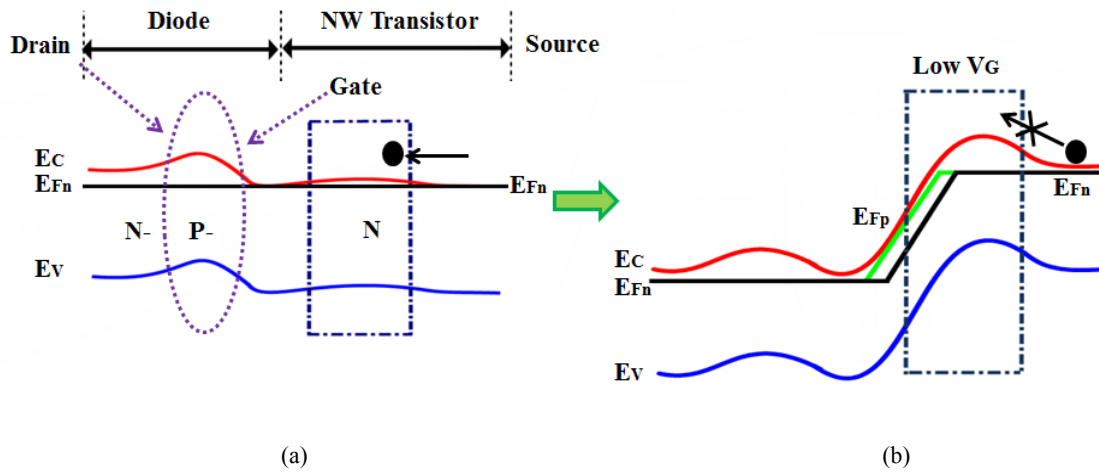 Diode
NW Transistor
Drain
Source
Gate
EC
EFn
EFn
N-
P-
N
EV
(a)
Low VG
EFn
EFp
EC
EFn
EV
(b)